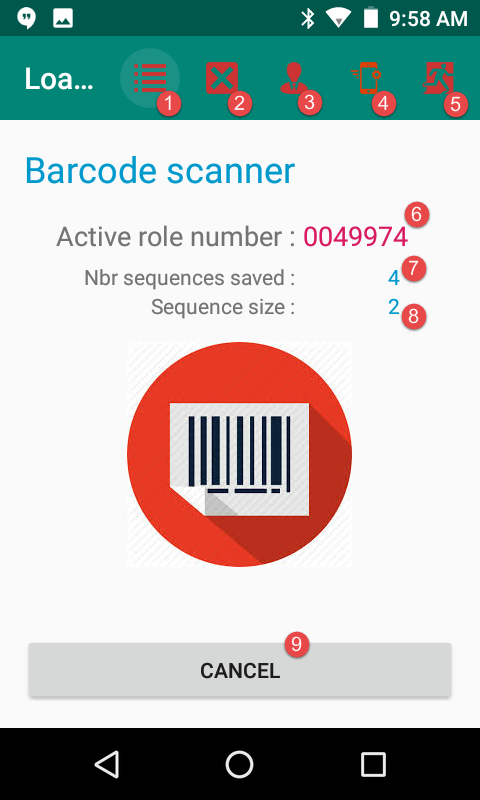 9:58 AM
Loa...
1 2 3 4 5
Barcode scanner
6
Active role number : 0049974
Nbr sequences saved : 4 7
Sequence size : 2 8
9
CANCEL